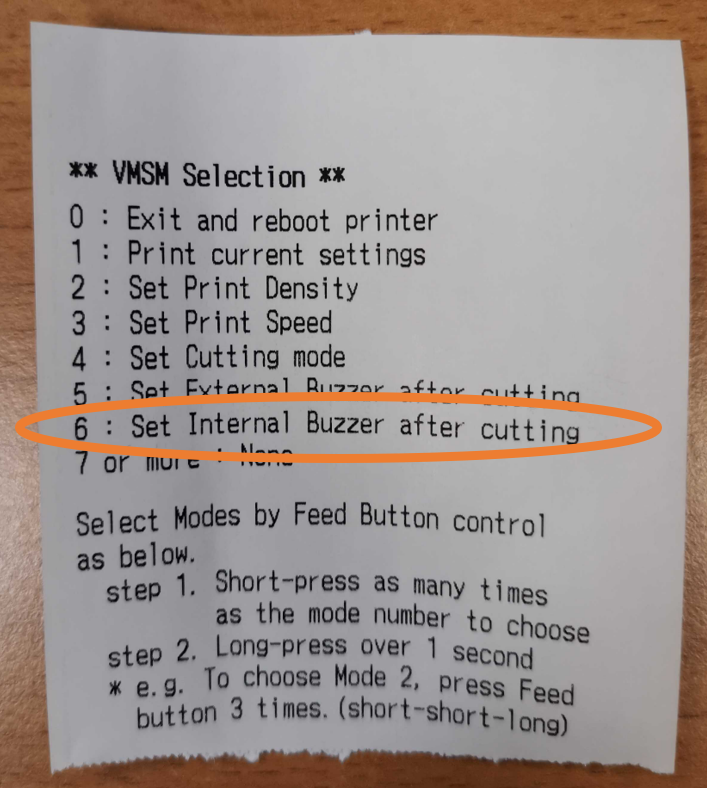 ** VMSM Selection **
0 : Exit and reboot printer
1 : Print current settings
2 : Set Print Density
3 : Set Print Speed
4 : Set Cutting mode
5 : Set External Buzzer after cutting
6 : Set Internal Buzzer after cutting
7 or more : None
Select Modes by Feed Button control
as below.
step 1. Short-press as many times
as the mode number to choose
step 2. Long-press over 1 second
* e.g. To choose Mode 2, press Feed
button 3 times.(short-short-long)